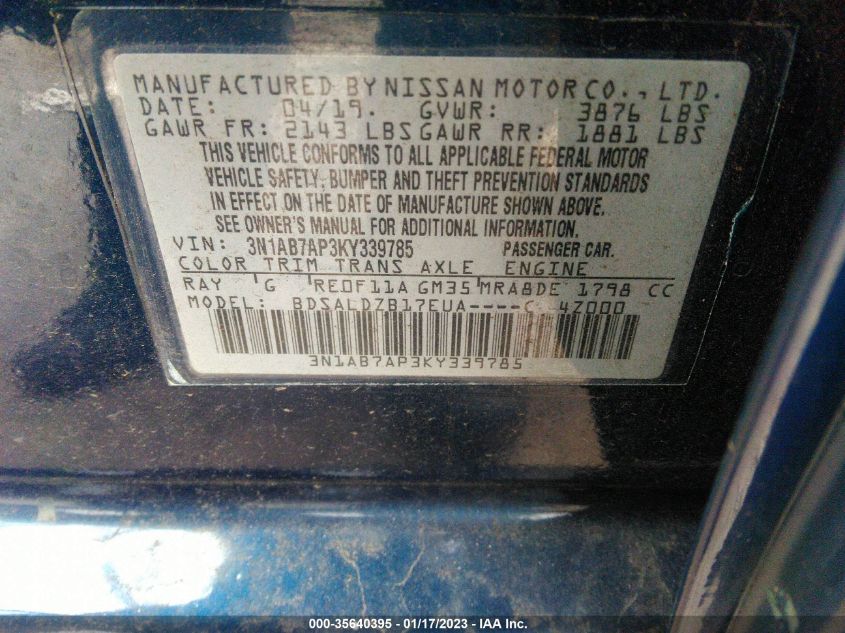 MANUFACTURED BY NISSAN MOTOR CO., LTD.
DATE: 04/19. GVWR: 3876 LBS
GAWR FR: 2143 LBS GAWR RR: 1881 LBS
THIS VEHICLE CONFORMS TO ALL APPLICABLE FEDERAL MOTOR
VEHICLE SAFETY, BUMPER AND THEFT PREVENTION STANDARDS
IN EFFECT ON THE DATE OF MANUFACTURE SHOWN ABOVE.
SEE OWNER'S MANUAL FOR ADDITIONAL INFORMATION.
VIN: 3N1AB7AP3KY339785 PASSENGER CAR.
COLOR TRIM TRANS AXLE ENGINE
RAY G RE0F11A GM35 MRA8DE 1798 CC
MODEL: BDSALDZB17EUA----C 4Z000
3N1AB7AP3KY339785
000-35640395 - 01/17/2023 - © IAA Inc.